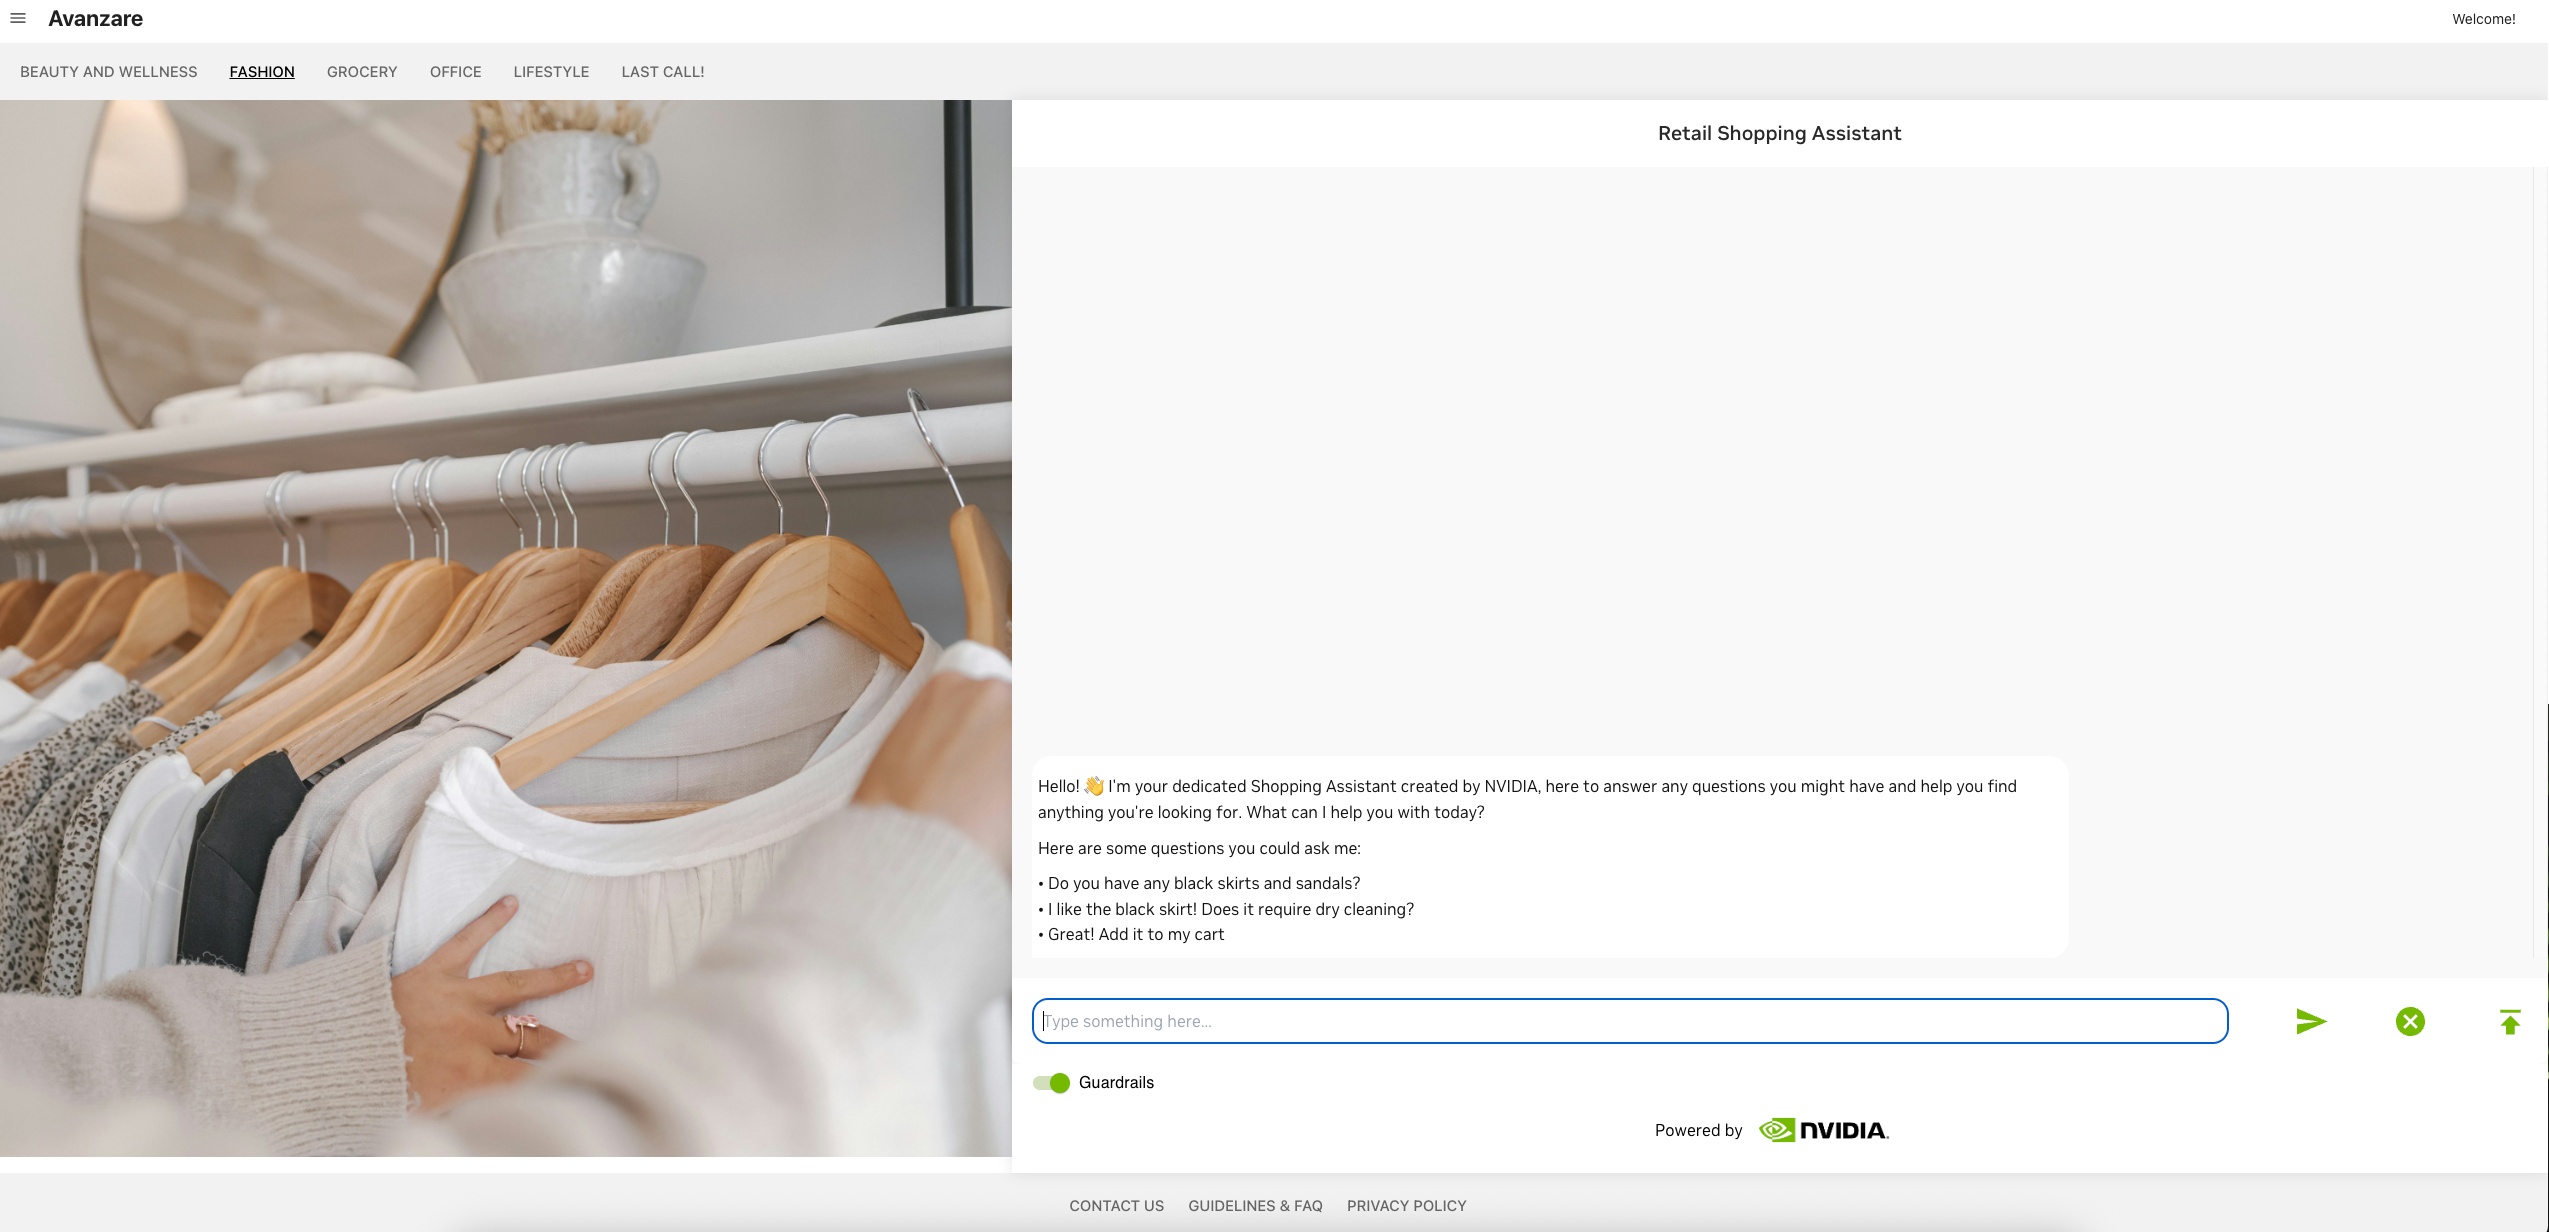 Avanzare
Welcome!
BEAUTY AND WELLNESS FASHION GROCERY OFFICE LIFESTYLE LAST CALL!
Retail Shopping Assistant
Hello! 👋 I'm your dedicated Shopping Assistant created by NVIDIA, here to answer any questions you might have and help you find
anything you're looking for. What can I help you with today?
Here are some questions you could ask me:
• Do you have any black skirts and sandals?
• I like the black skirt! Does it require dry cleaning?
• Great! Add it to my cart
Type something here...
Guardrails
Powered by NVIDIA.
CONTACT US GUIDELINES & FAQ PRIVACY POLICY